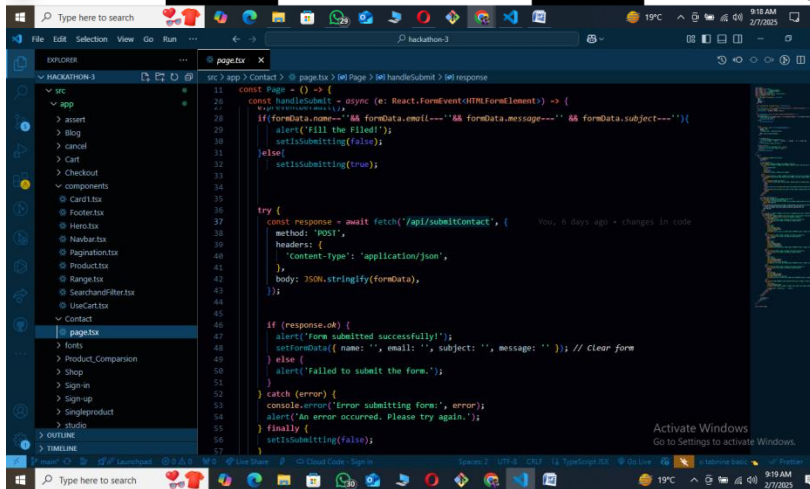 Type here to search
29
19°C
9:18 AM
2/7/2025
File Edit Selection View Go Run ...
hackathon-3
EXPLORER ...
page.tsx
HACKATHON-3
src > app > Contact > page.tsx > Page > handleSubmit > response
src
app
assert
Blog
cancel
Cart
Checkout
components
Card1.tsx
Footer.tsx
Hero.tsx
Navbar.tsx
Pagination.tsx
Product.tsx
Range.tsx
SearchandFilter.tsx
UseCart.tsx
Contact
page.tsx
fonts
Product_Comparsion
Shop
Sign-in
Sign-up
Singleproduct
studio
OUTLINE
TIMELINE
11 const Page = () => {
26 const handleSubmit = async (e: React.FormEvent<HTMLFormElement>) => {
27 e.preventDefault();
28 if(formData.name===''&& formData.email===''&& formData.message==='' && formData.subject===''){
29 alert('Fill the Filed!');
30 setIsSubmitting(false);
31 }else{
32 setIsSubmitting(true);
33
34
35
36 try {
37 const response = await fetch('/api/submitContact', { You, 6 days ago • changes in code
38 method: 'POST',
39 headers: {
40 'Content-Type': 'application/json',
41 },
42 body: JSON.stringify(formData),
43 });
44
45
46 if (response.ok) {
47 alert('Form submitted successfully!');
48 setFormData({ name: '', email: '', subject: '', message: '' }); // Clear form
49 } else {
50 alert('Failed to submit the form.');
51 }
52 } catch (error) {
53 console.error('Error submitting form:', error);
54 alert('An error occurred. Please try again.');
55 } finally {
56 setIsSubmitting(false);
57 }
Activate Windows
Go to Settings to activate Windows.
main* Launchpad 0 0 0 Live Share Cloud Code - Sign in Spaces: 2 UTF-8 CRLF TypeScript JSX Go Live tabnine basic Prettier
Type here to search
19°C
9:19 AM
2/7/2025